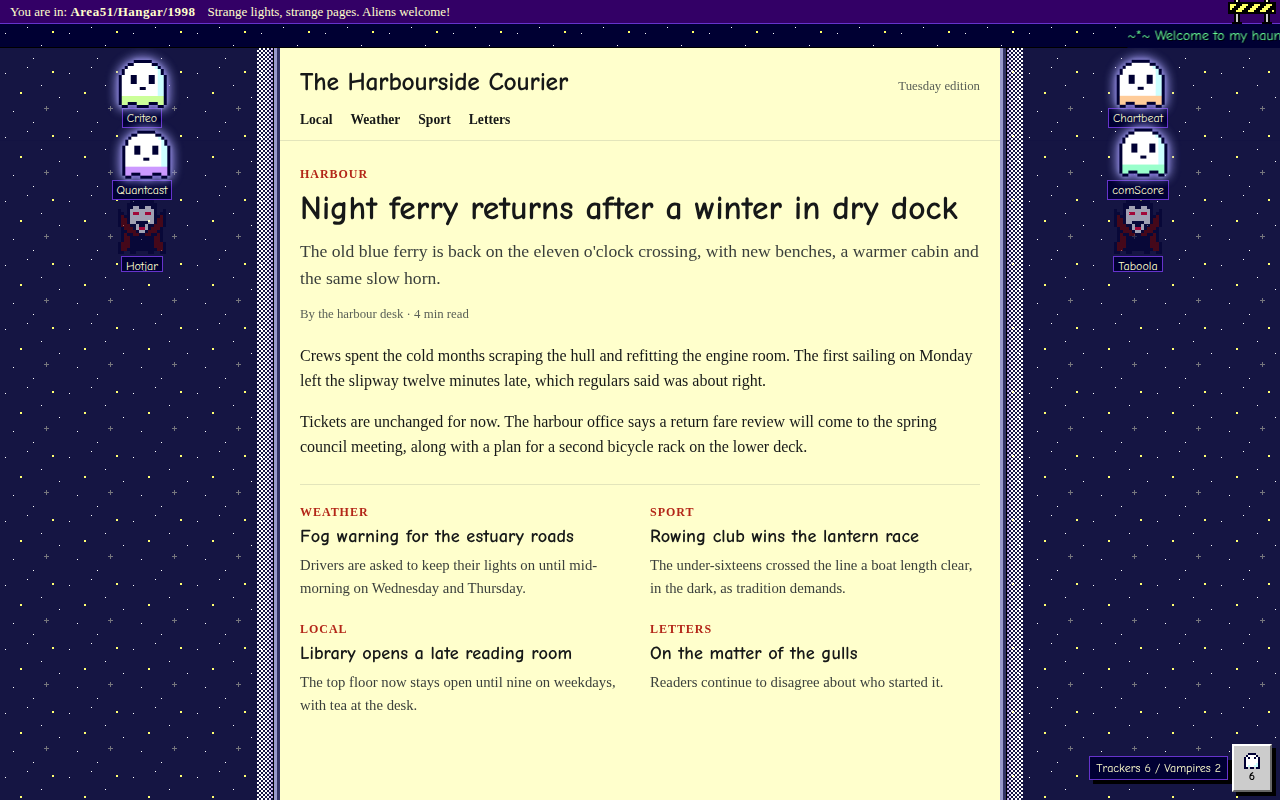 You are in: Area51/Hangar/1998 Strange lights, strange pages. Aliens welcome!
~*~ Welcome to my
Criteo
Quantcast
Hotjar
Chartbeat
comScore
Taboola
The Harbourside Courier
Tuesday edition
Local Weather Sport Letters
HARBOUR
Night ferry returns after a winter in dry dock
The old blue ferry is back on the eleven o'clock crossing, with new benches, a warmer cabin and
the same slow horn.
By the harbour desk · 4 min read
Crews spent the cold months scraping the hull and refitting the engine room. The first sailing on Monday
left the slipway twelve minutes late, which regulars said was about right.
Tickets are unchanged for now. The harbour office says a return fare review will come to the spring
council meeting, along with a plan for a second bicycle rack on the lower deck.
WEATHER
Fog warning for the estuary roads
Drivers are asked to keep their lights on until mid-
morning on Wednesday and Thursday.
SPORT
Rowing club wins the lantern race
The under-sixteens crossed the line a boat length clear,
in the dark, as tradition demands.
LOCAL
Library opens a late reading room
The top floor now stays open until nine on weekdays,
with tea at the desk.
LETTERS
On the matter of the gulls
Readers continue to disagree about who started it.
Trackers 6 / Vampires 2
6